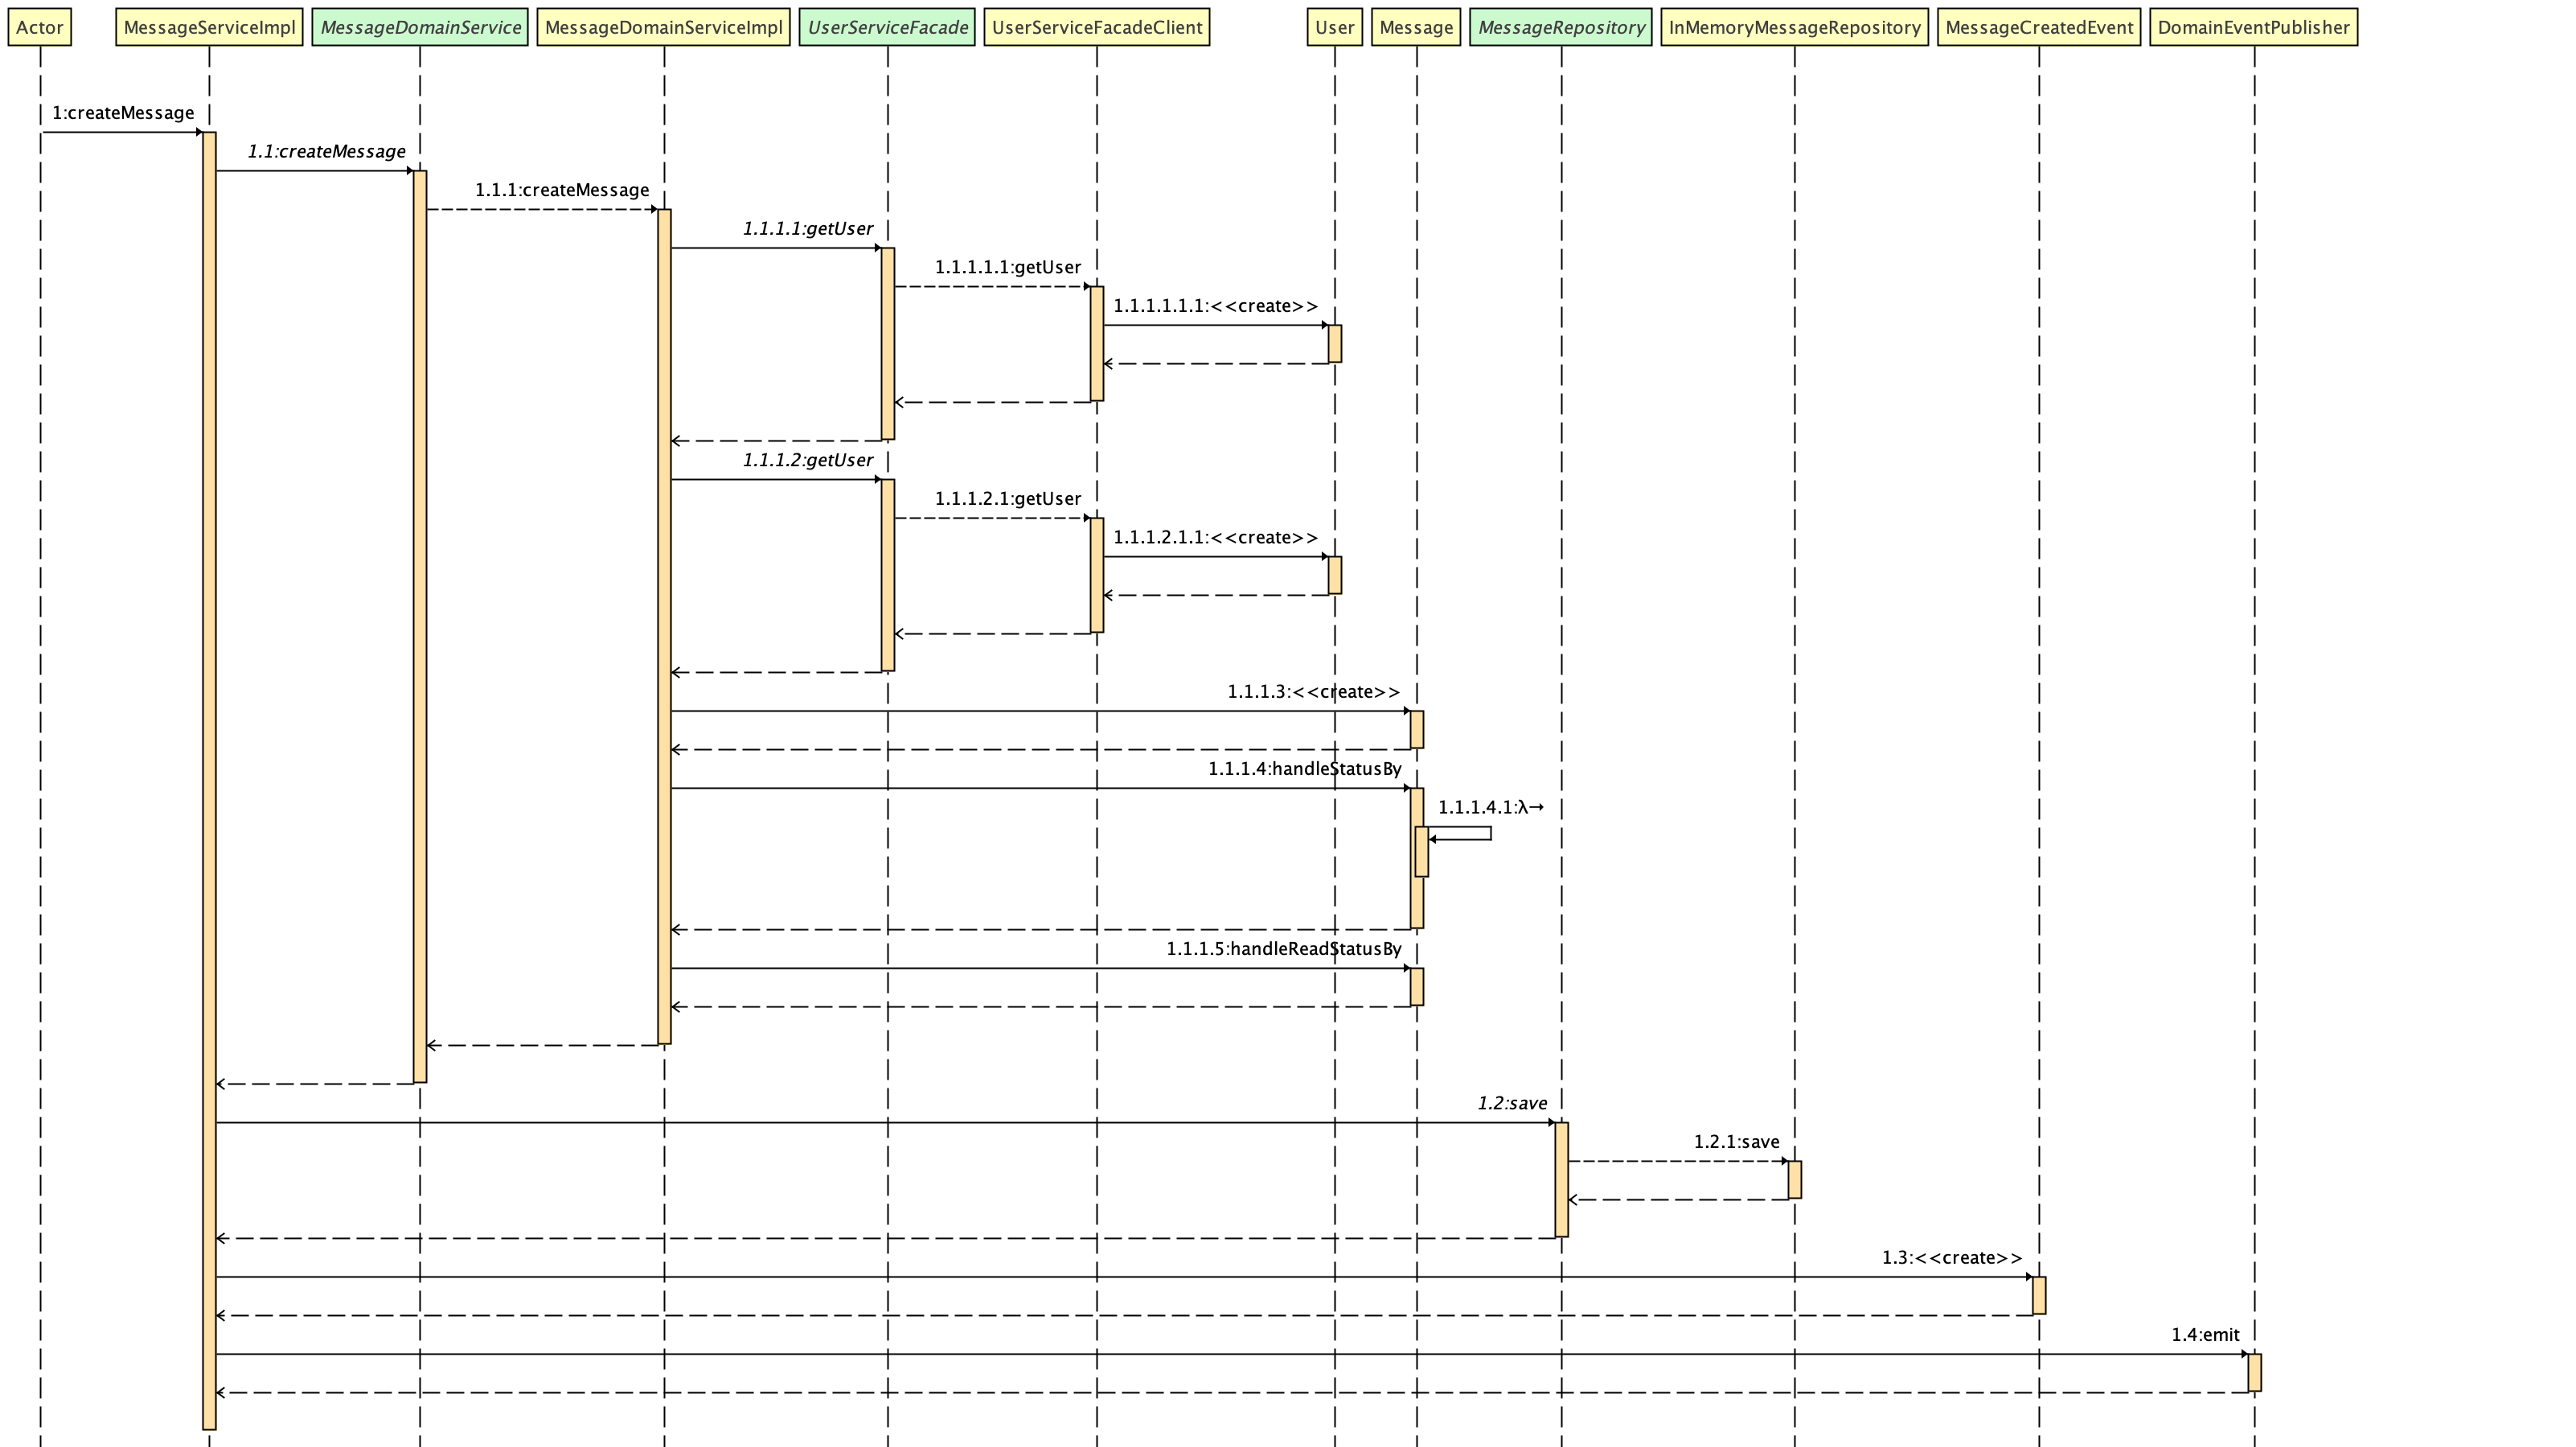 Actor
MessageServiceImpl
MessageDomainService
MessageDomainServiceImpl
UserServiceFacade
UserServiceFacadeClient
User
Message
MessageRepository
InMemoryMessageRepository
MessageCreatedEvent
DomainEventPublisher
1:createMessage
1.1:createMessage
1.1.1:createMessage
1.1.1.1:getUser
1.1.1.1.1:getUser
1.1.1.1.1.1:<<create>>
1.1.1.2:getUser
1.1.1.2.1:getUser
1.1.1.2.1.1:<<create>>
1.1.1.3:<<create>>
1.1.1.4:handleStatusBy
1.1.1.4.1:λ→
1.1.1.5:handleReadStatusBy
1.2:save
1.2.1:save
1.3:<<create>>
1.4:emit